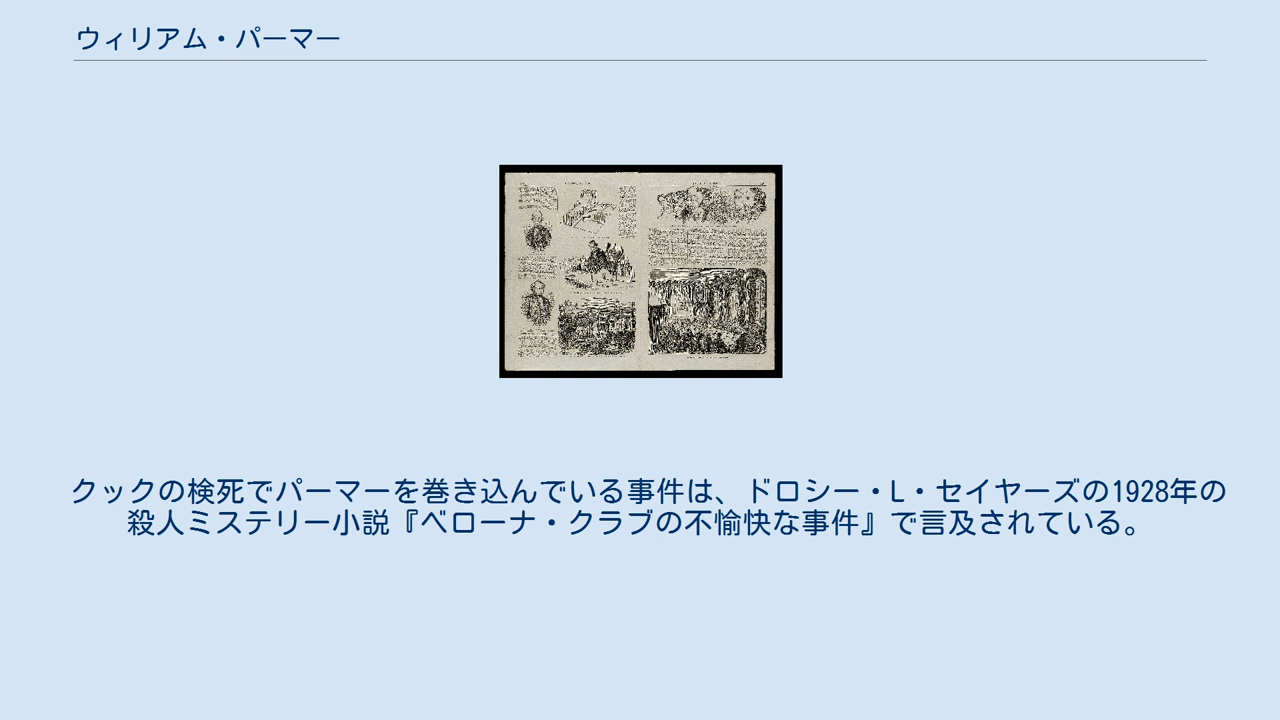 ウィリアム・パーマー
クックの検死でパーマーを巻き込んでいる事件は、ドロシー・L・セイヤーズの1928年の
殺人ミステリー小説『ベローナ・クラブの不愉快な事件』で言及されている。